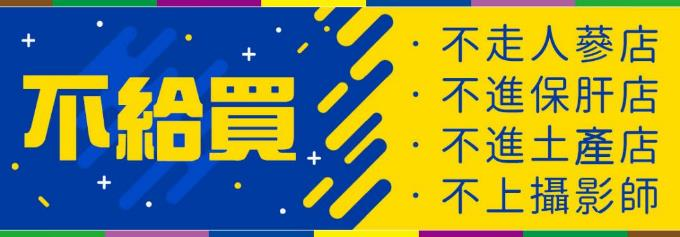 不給買
· 不走人蔘店
· 不進保肝店
· 不進土產店
· 不上攝影師